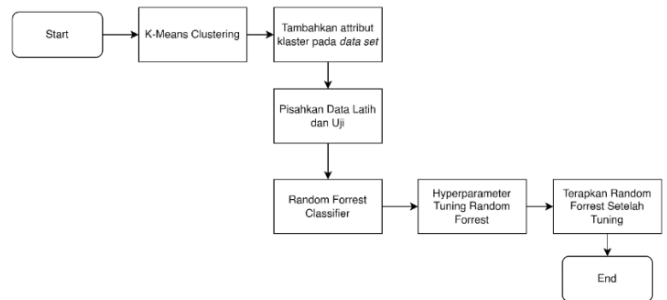 Start
K-Means Clustering
Tambahkan attribut
klaster pada data set
Pisahkan Data Latih
dan Uji
Random Forrest
Classifier
Hyperparameter
Tuning Random
Forrest
Terapkan Random
Forrest Setelah
Tuning
End